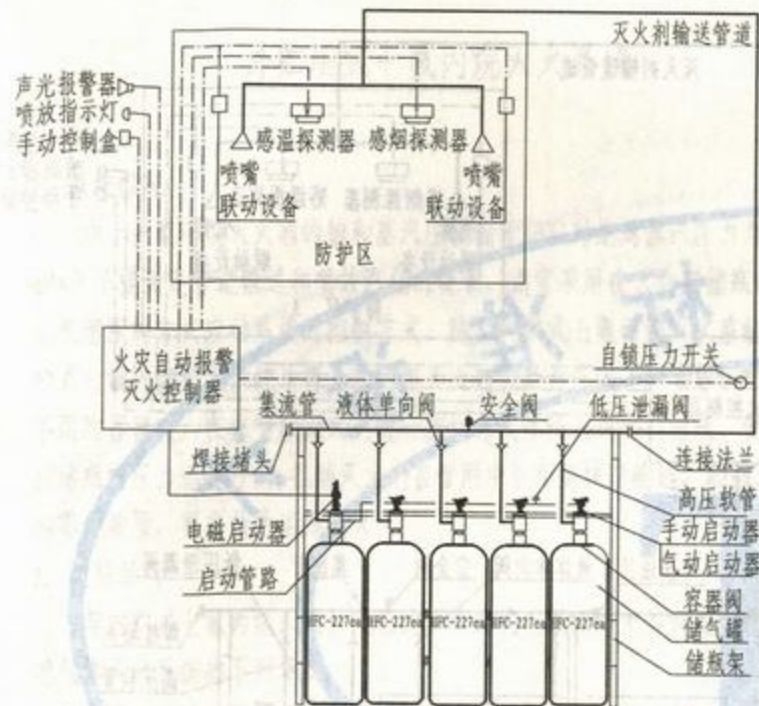 灭火剂输送管道
声光报警器
喷放指示灯
手动控制盒
感温探测器 感烟探测器
喷嘴 喷嘴
联动设备 联动设备
防护区
火灾自动报警
灭火控制器
自锁压力开关
集流管 液体单向阀 安全阀 低压泄漏阀
焊接堵头 连接法兰
高压软管
电磁启动器 手动启动器
启动管路 气动启动器
容器阀
HFC-227ea HFC-227ea HFC-227ea HFC-227ea HFC-227ea
储气罐
储瓶架